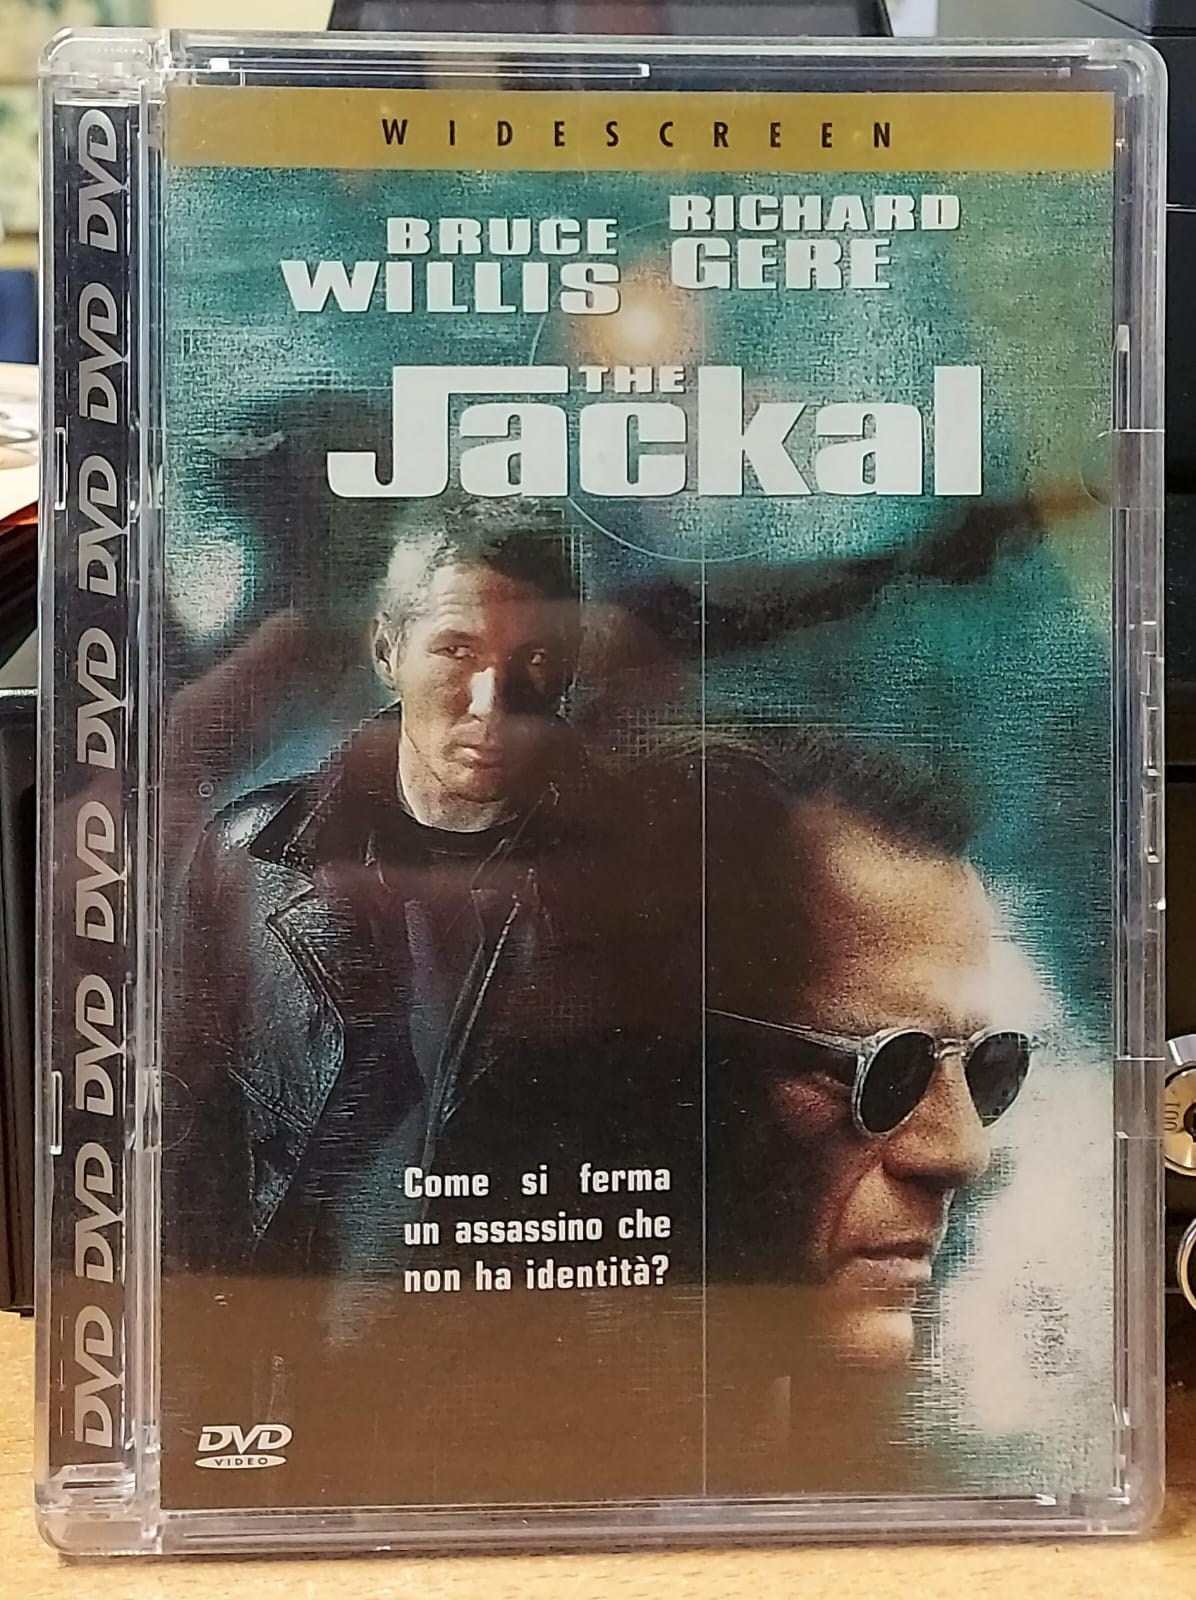 WIDESCREEN
BRUCE
WILLIS
RICHARD
GERE
THE
Jackal
Come si ferma
un assassino che
non ha identità?
DVD
VIDEO
DVD DVD DVD DVD DVD DVD DVD DVD